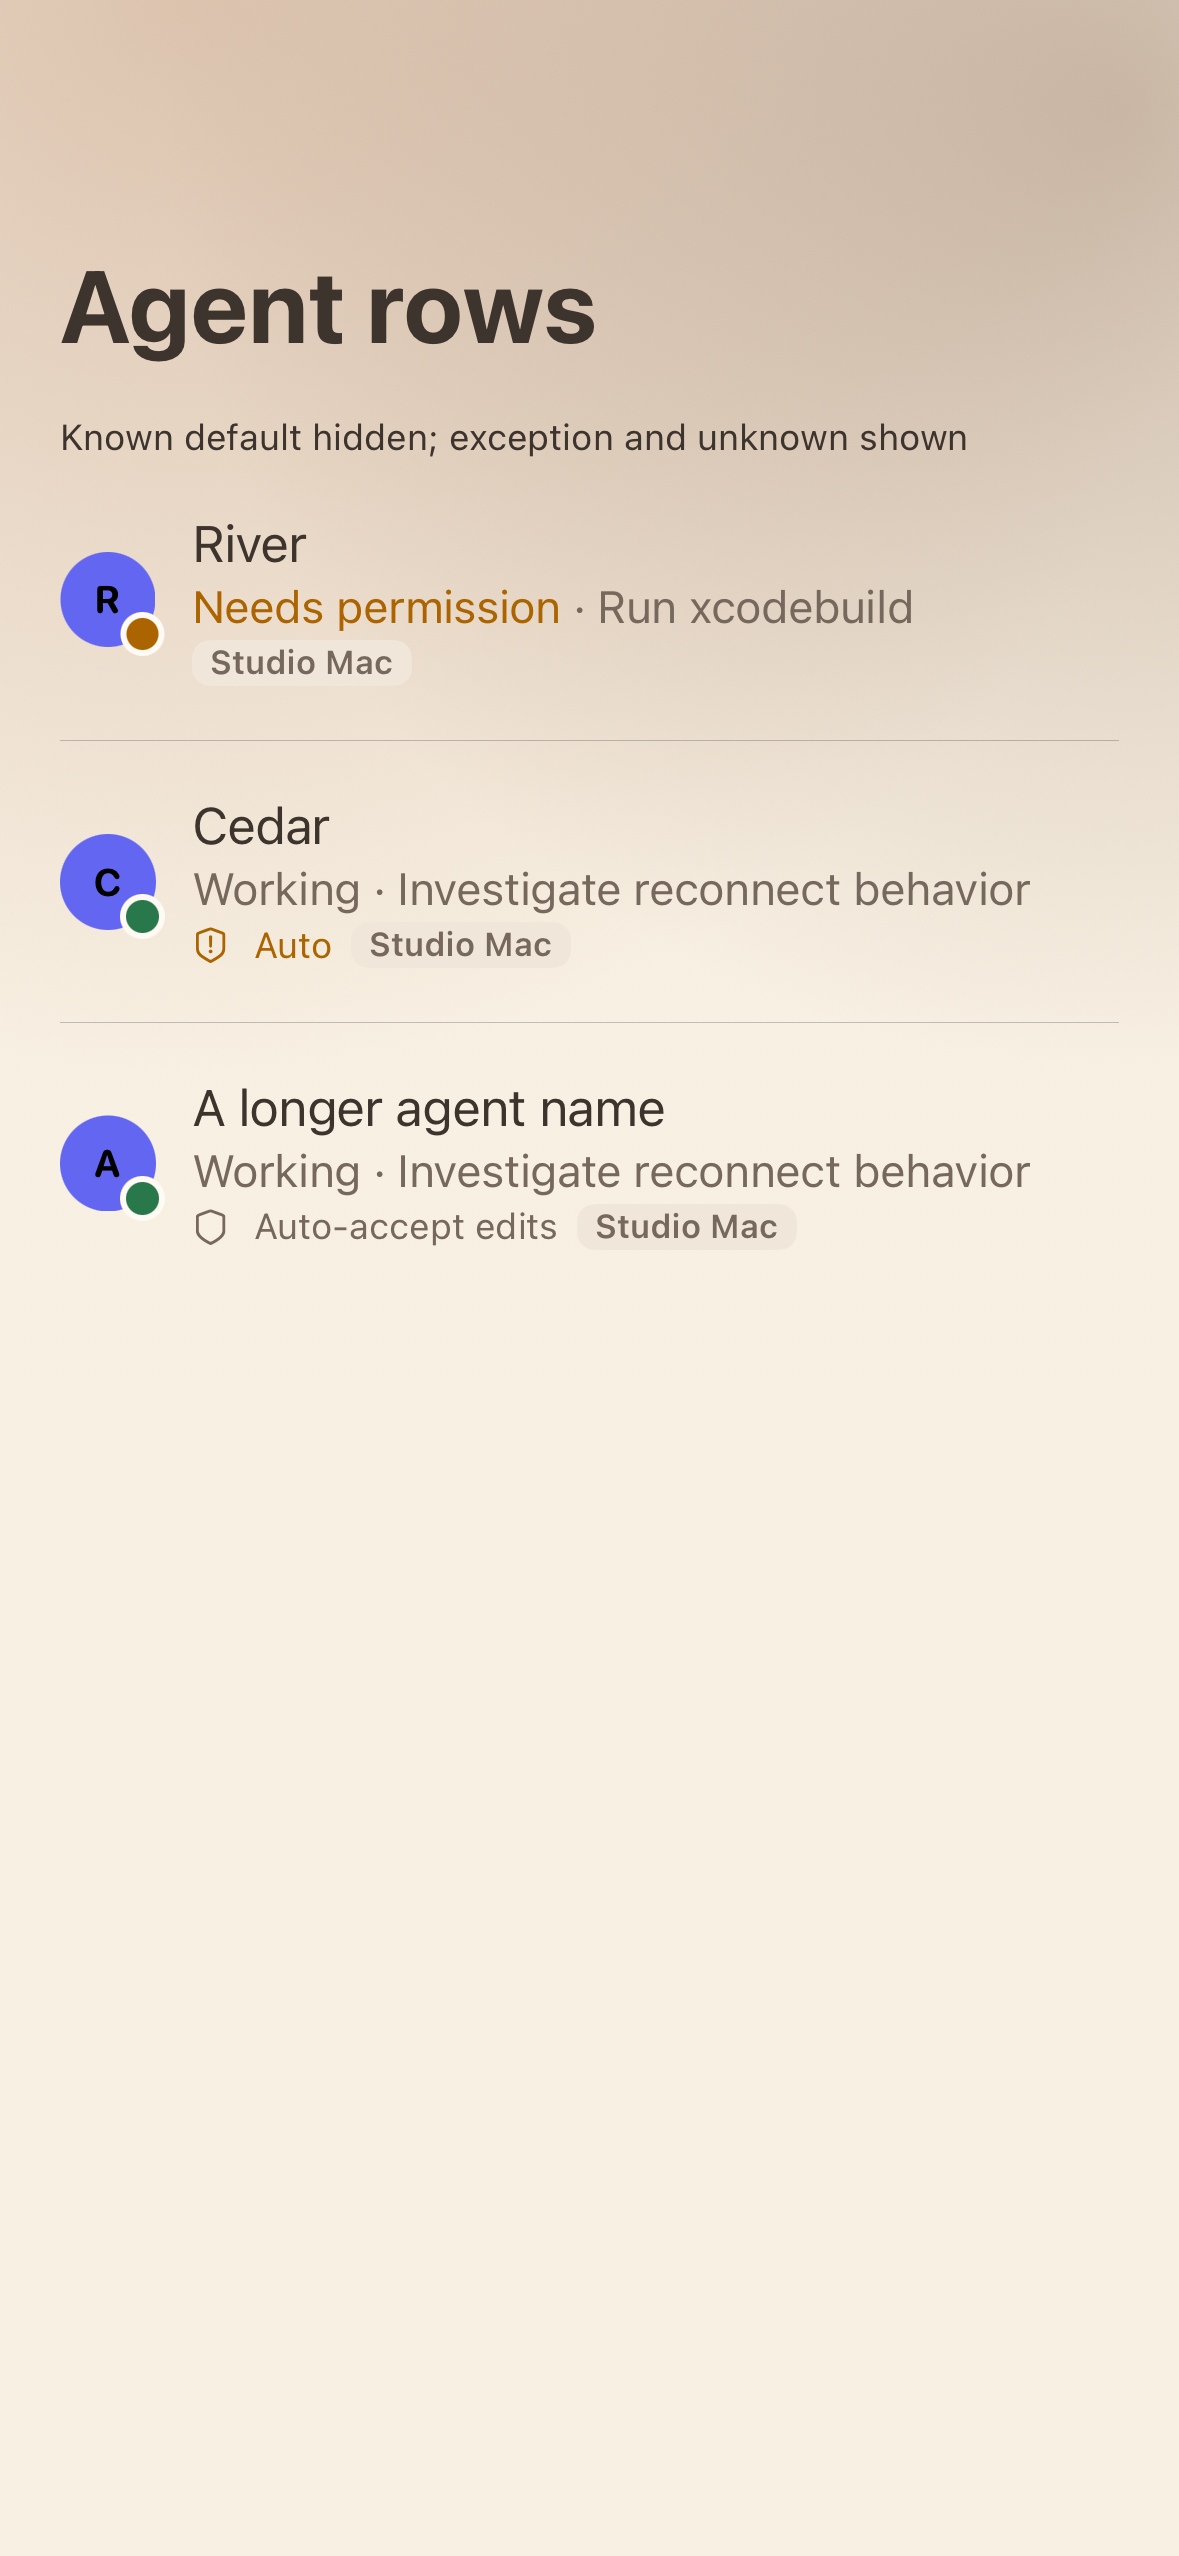 Agent rows
Known default hidden; exception and unknown shown
River
R
Needs permission · Run xcodebuild
Studio Mac
Cedar
C
Working · Investigate reconnect behavior
Auto Studio Mac
A longer agent name
A
Working · Investigate reconnect behavior
Auto-accept edits Studio Mac